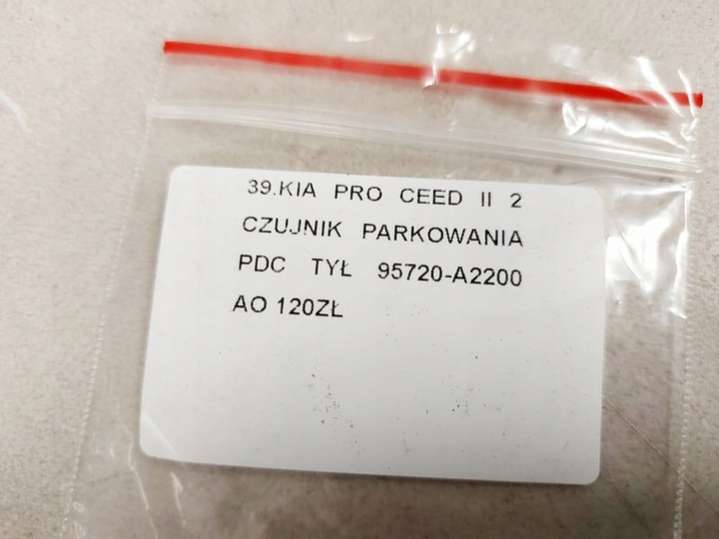 39.KIA PRO CEED II 2
CZUJNIK PARKOWANIA
PDC TYŁ 95720-A2200
AO 120ZŁ